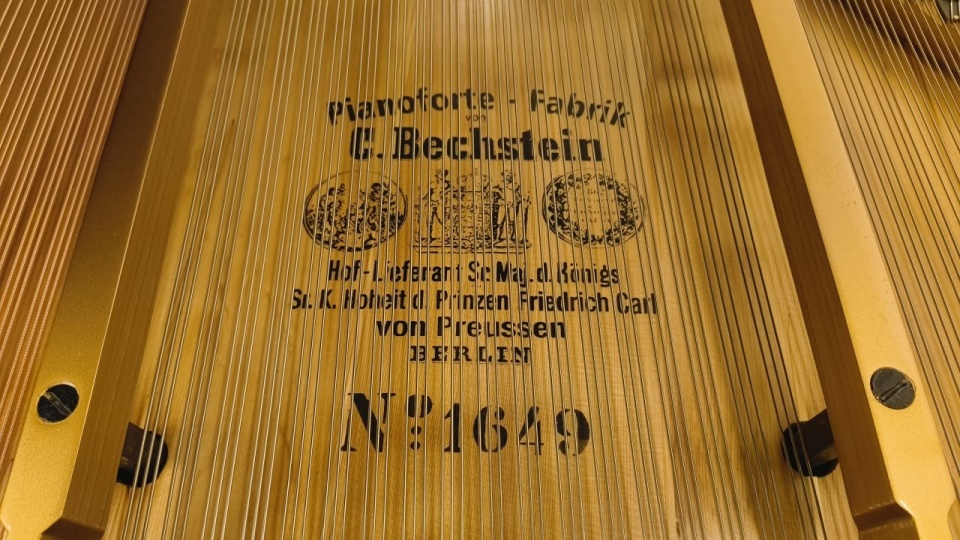 Pianoforte - Fabrik
von
C. Bechstein
Hof-Lieferant Sr. Maj. d. Königs
Sr. K. Hoheit d. Prinzen Friedrich Carl
von Preussen
BERLIN
No. 1649